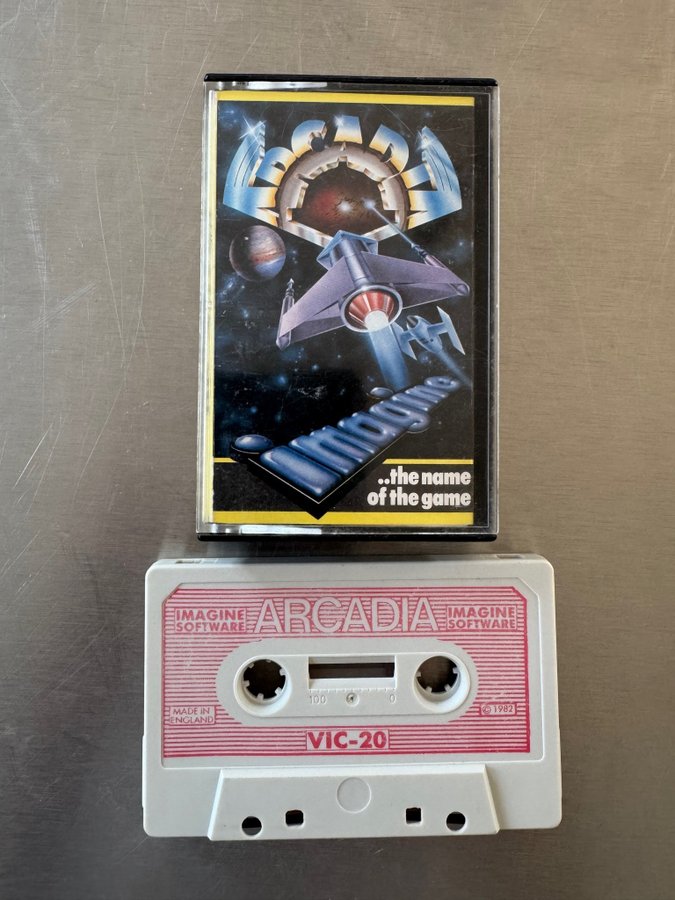 ARCADIA
imagine
..the name
of the game
IMAGINE
SOFTWARE
ARCADIA
IMAGINE
SOFTWARE
100
0
MADE IN
ENGLAND
© 1982
VIC-20